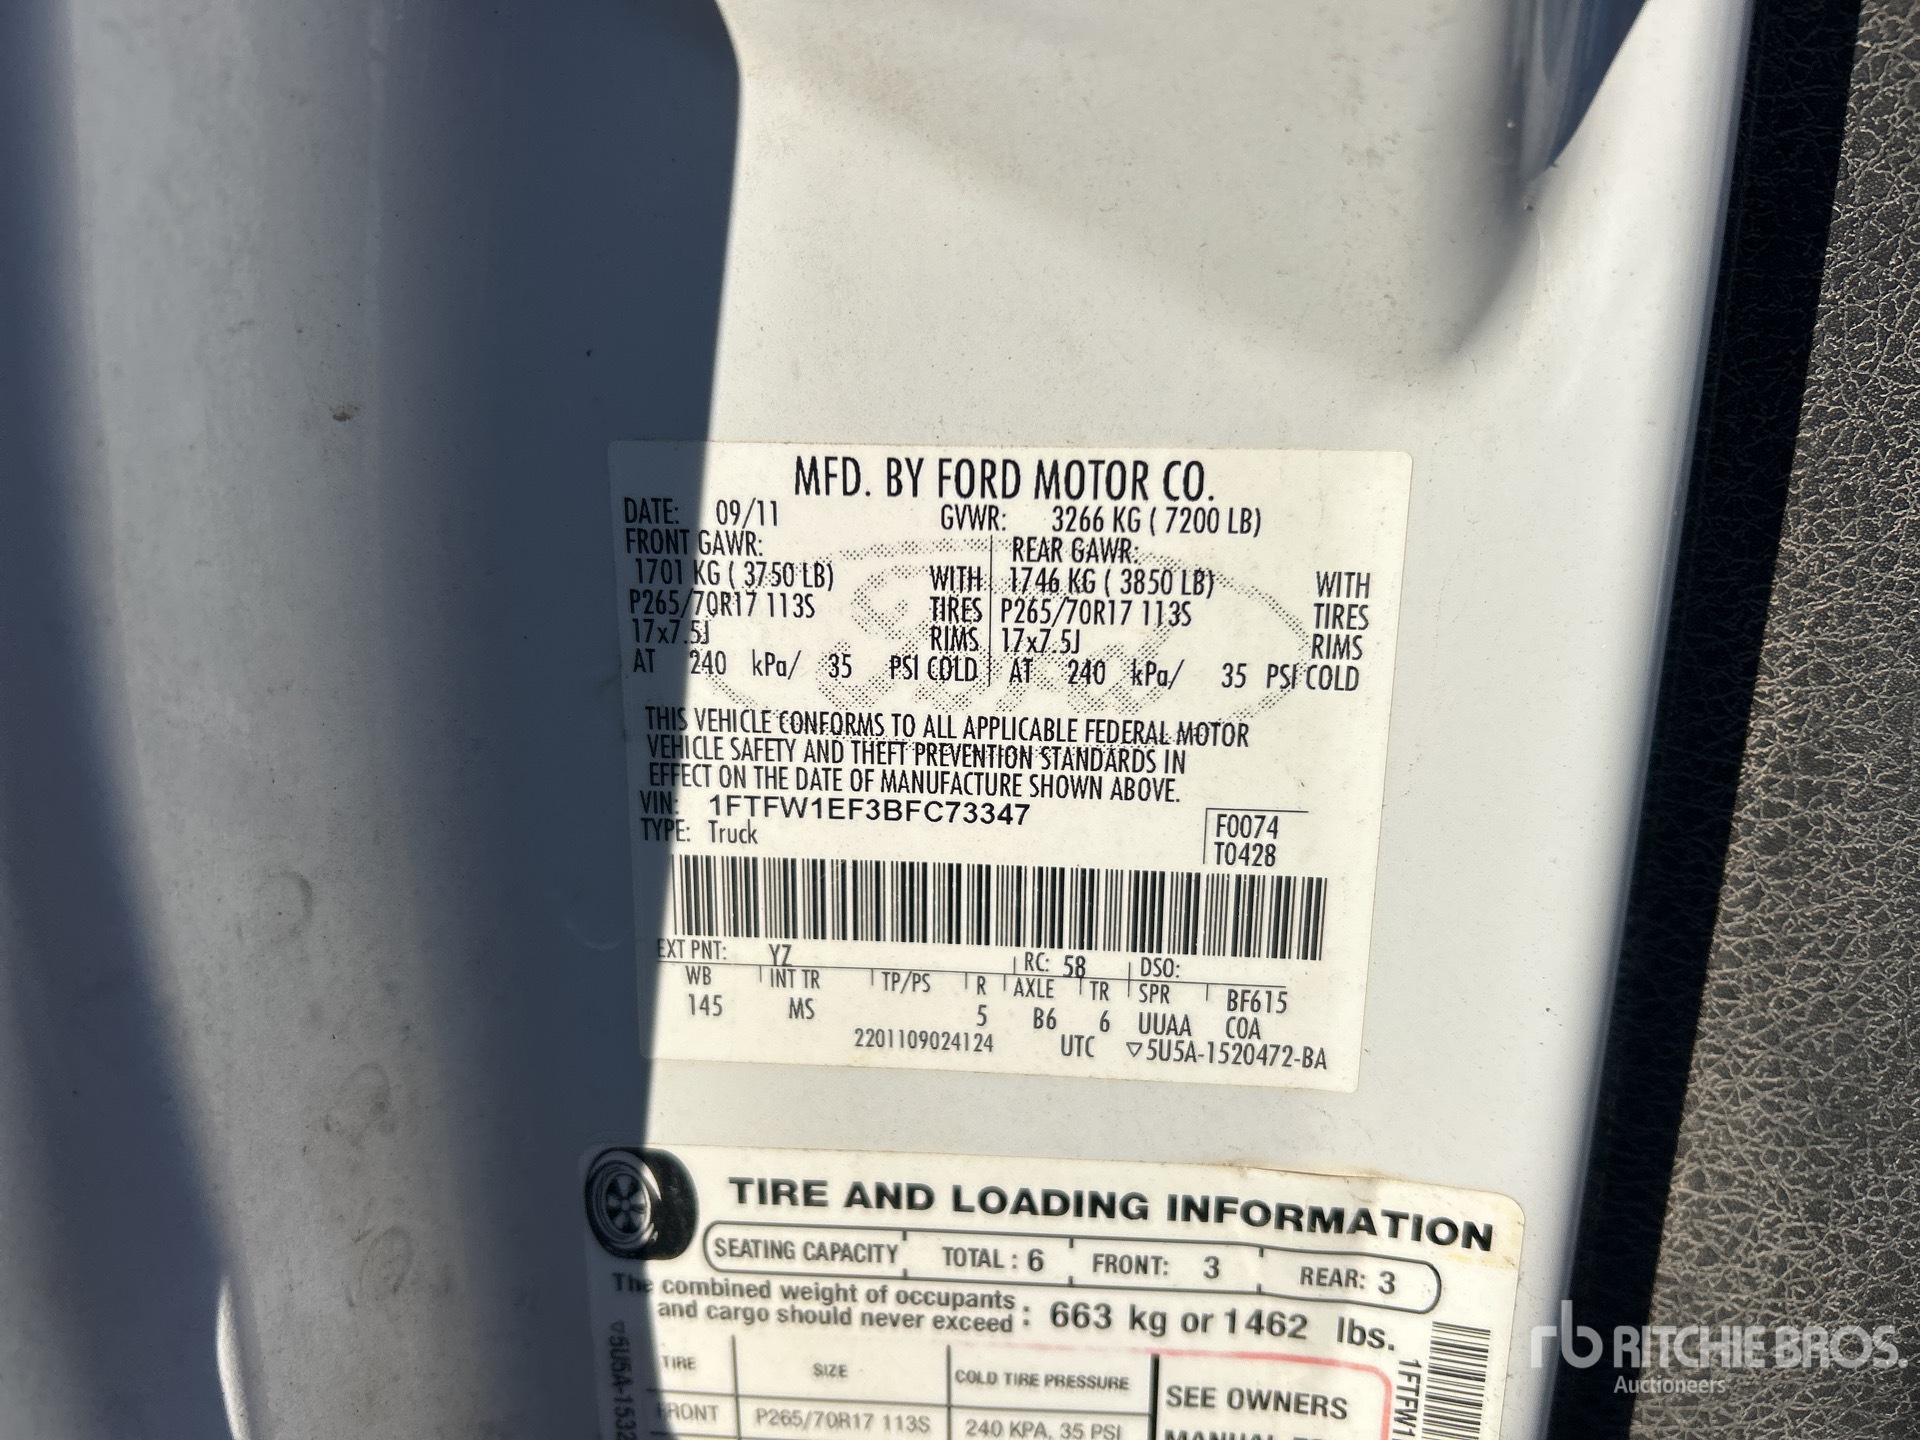 MFD. BY FORD MOTOR CO.
DATE: 09/11 GVWR: 3266 KG ( 7200 LB)
FRONT GAWR: REAR GAWR:
1701 KG ( 3750 LB) WITH 1746 KG ( 3850 LB) WITH
P265/70R17 113S TIRES P265/70R17 113S TIRES
17x7.5J RIMS 17x7.5J RIMS
AT 240 kPa/ 35 PSI COLD AT 240 kPa/ 35 PSI COLD
THIS VEHICLE CONFORMS TO ALL APPLICABLE FEDERAL MOTOR
VEHICLE SAFETY AND THEFT PREVENTION STANDARDS IN
EFFECT ON THE DATE OF MANUFACTURE SHOWN ABOVE.
VIN: 1FTFW1EF3BFC73347
TYPE: Truck
F0074
T0428
EXT PNT: YZ RC: 58 DSO:
WB INT TR TP/PS R AXLE TR SPR BF615
145 MS 5 B6 6 UUAA COA
2201109024124 UTC ▽5U5A-1520472-BA
TIRE AND LOADING INFORMATION
SEATING CAPACITY TOTAL : 6 FRONT: 3 REAR: 3
The combined weight of occupants
and cargo should never exceed : 663 kg or 1462 lbs.
TIRE SIZE COLD TIRE PRESSURE SEE OWNERS
FRONT P265/70R17 113S 240 KPA, 35 PSI MANUAL
▽5U5A-1532
1FTFW1
rb RITCHIE BROS.
Auctioneers